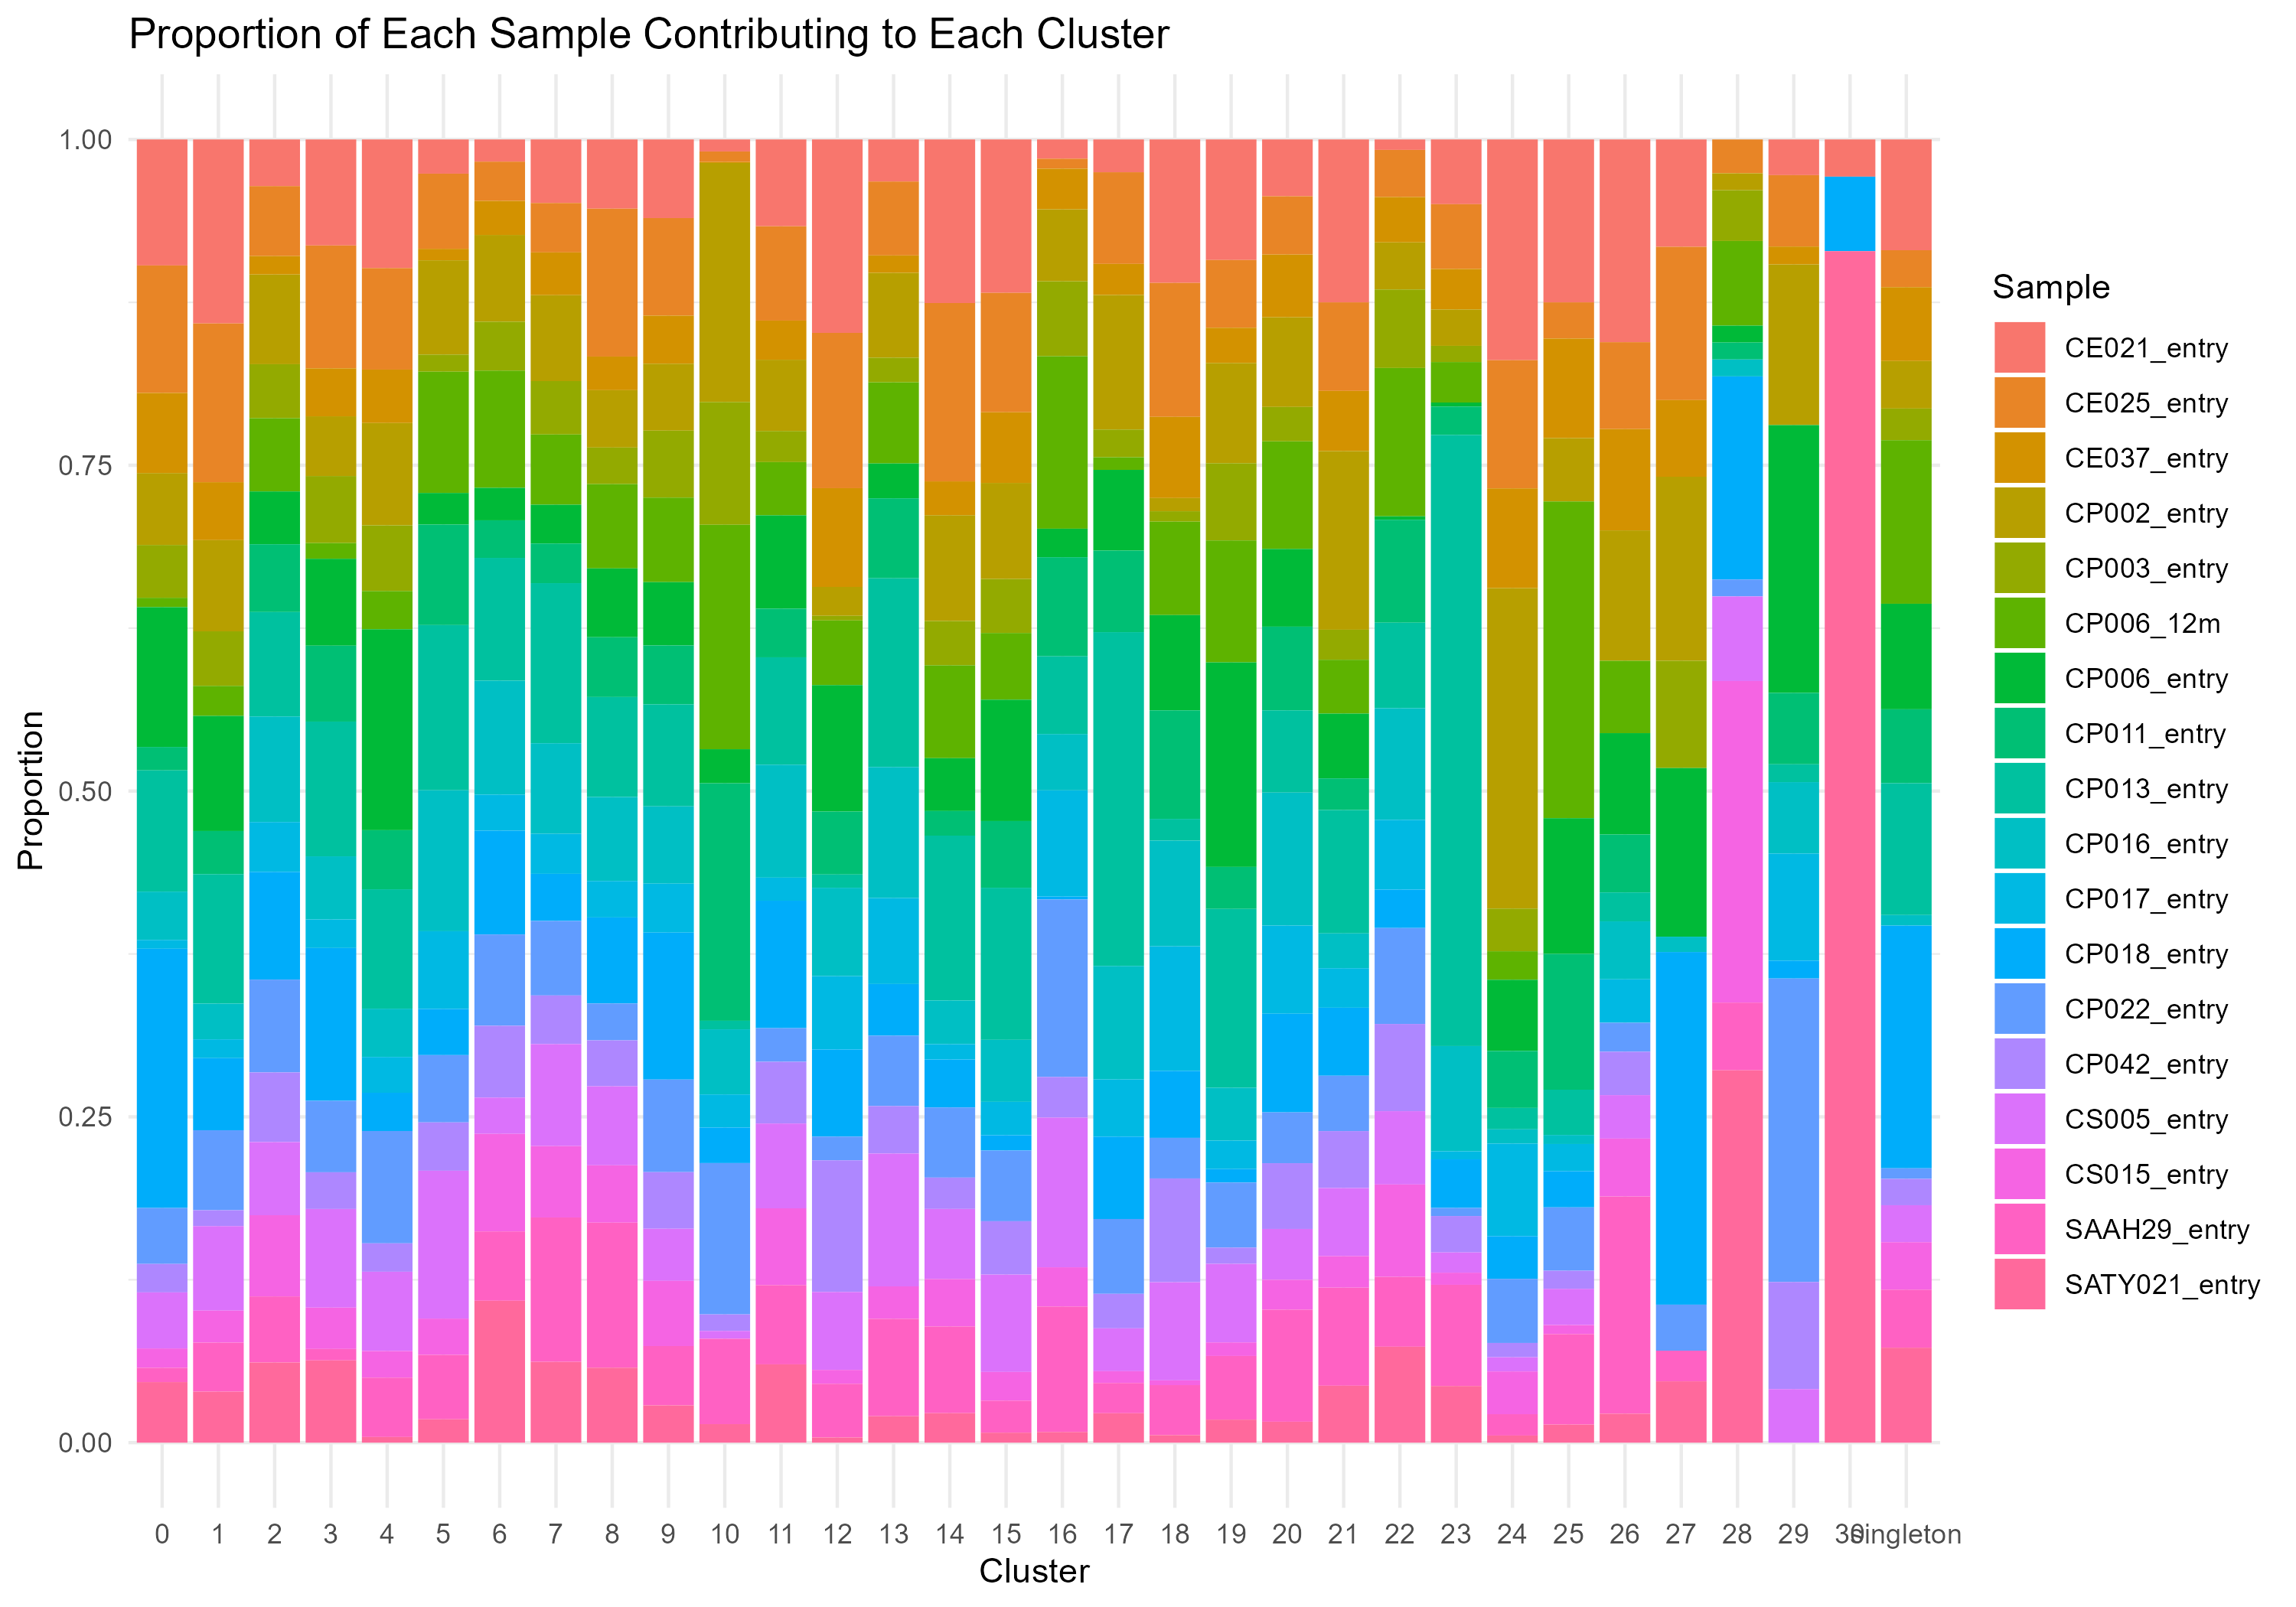 Proportion of Each Sample Contributing to Each Cluster
1.00
0.75
0.50
0.25
0.00
Proportion
0 1 2 3 4 5 6 7 8 9 10 11 12 13 14 15 16 17 18 19 20 21 22 23 24 25 26 27 28 29 30 singleton
Cluster
Sample
CE021_entry
CE025_entry
CE037_entry
CP002_entry
CP003_entry
CP006_12m
CP006_entry
CP011_entry
CP013_entry
CP016_entry
CP017_entry
CP018_entry
CP022_entry
CP042_entry
CS005_entry
CS015_entry
SAAH29_entry
SATY021_entry